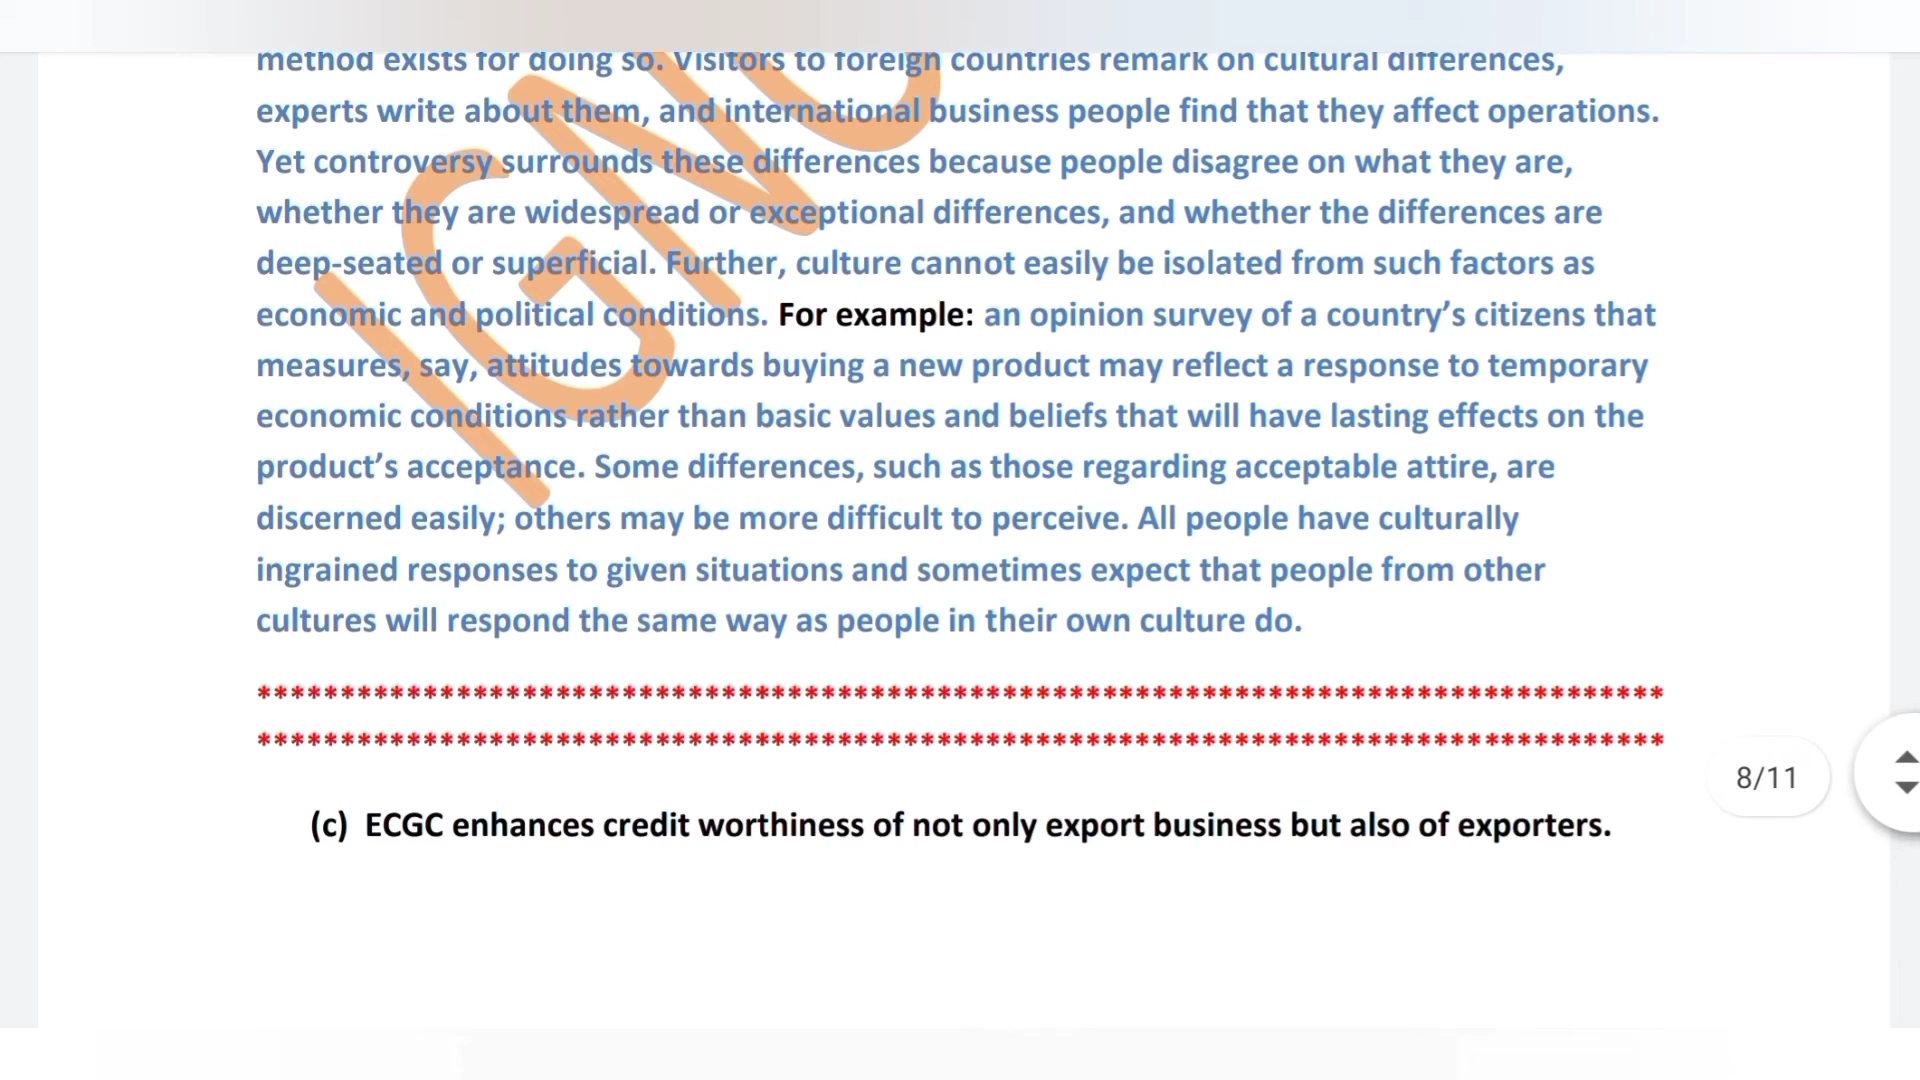 method exists for doing so. Visitors to foreign countries remark on cultural differences,
experts write about them, and international business people find that they affect operations.
Yet controversy surrounds these differences because people disagree on what they are,
whether they are widespread or exceptional differences, and whether the differences are
deep-seated or superficial. Further, culture cannot easily be isolated from such factors as
economic and political conditions. For example: an opinion survey of a country’s citizens that
measures, say, attitudes towards buying a new product may reflect a response to temporary
economic conditions rather than basic values and beliefs that will have lasting effects on the
product’s acceptance. Some differences, such as those regarding acceptable attire, are
discerned easily; others may be more difficult to perceive. All people have culturally
ingrained responses to given situations and sometimes expect that people from other
cultures will respond the same way as people in their own culture do.
*************************************************************************************
*************************************************************************************
8/11
(c) ECGC enhances credit worthiness of not only export business but also of exporters.